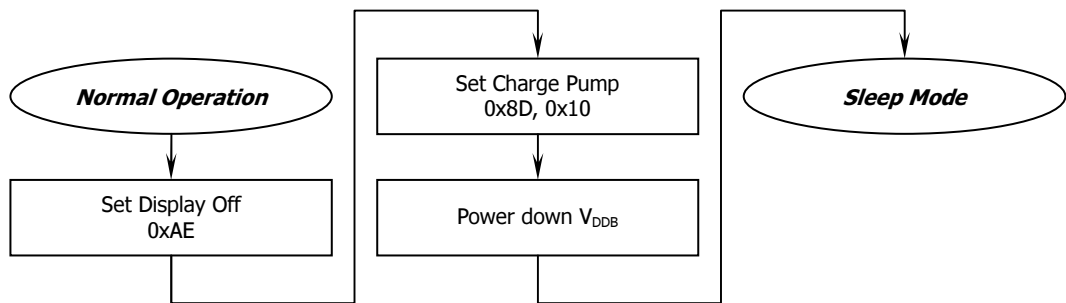 Normal Operation
Set Display Off
0xAE
Set Charge Pump
0x8D, 0x10
Power down VDDB
Sleep Mode